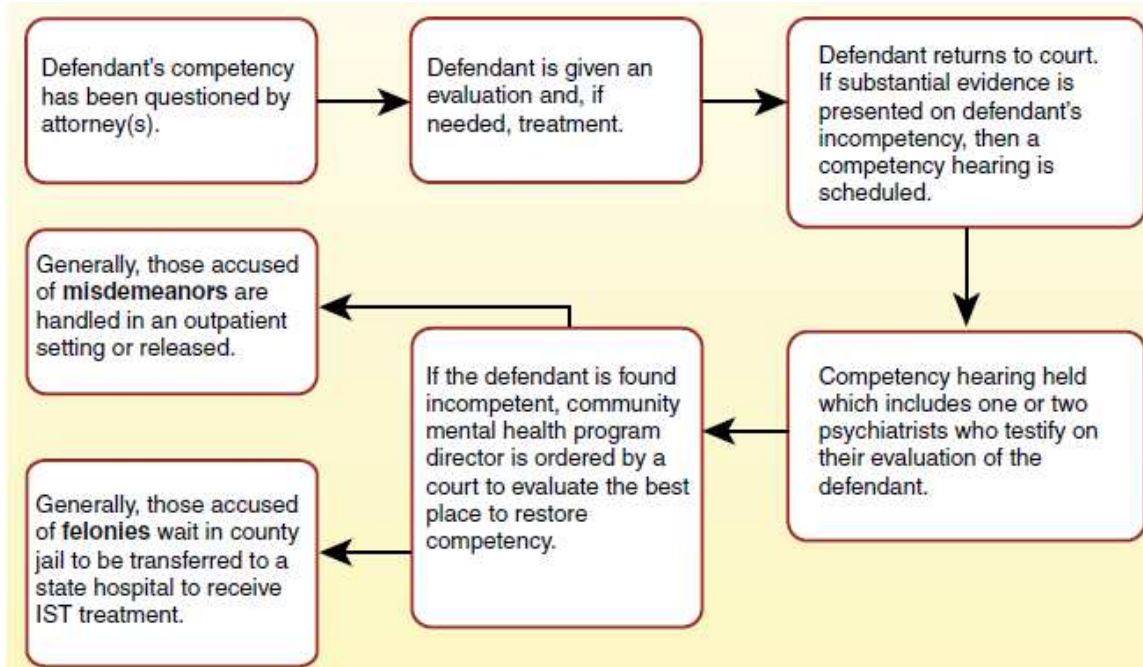 Defendant's competency
has been questioned by
attorney(s).
Defendant is given an
evaluation and, if
needed, treatment.
Defendant returns to court.
If substantial evidence is
presented on defendant's
incompetency, then a
competency hearing is
scheduled.
Competency hearing held
which includes one or two
psychiatrists who testify on
their evaluation of the
defendant.
If the defendant is found
incompetent, community
mental health program
director is ordered by a
court to evaluate the best
place to restore
competency.
Generally, those accused
of misdemeanors are
handled in an outpatient
setting or released.
Generally, those accused
of felonies wait in county
jail to be transferred to a
state hospital to receive
IST treatment.